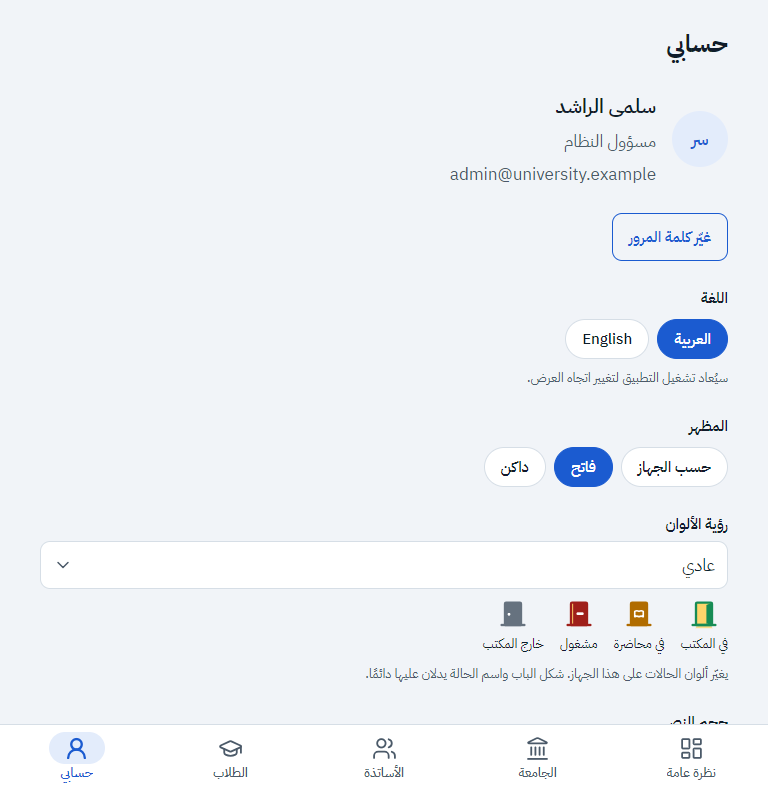 حسابي
سر
سلمى الراشد
مسؤول النظام
admin@university.example
غيّر كلمة المرور
اللغة
العربية English
سيُعاد تشغيل التطبيق لتغيير اتجاه العرض.
المظهر
حسب الجهاز فاتح داكن
رؤية الألوان
عادي
في المكتب في محاضرة مشغول خارج المكتب
يغيّر ألوان الحالات على هذا الجهاز. شكل الباب واسم الحالة يدلان عليها دائمًا.
حجم النص
نظرة عامة الجامعة الأساتذة الطلاب حسابي